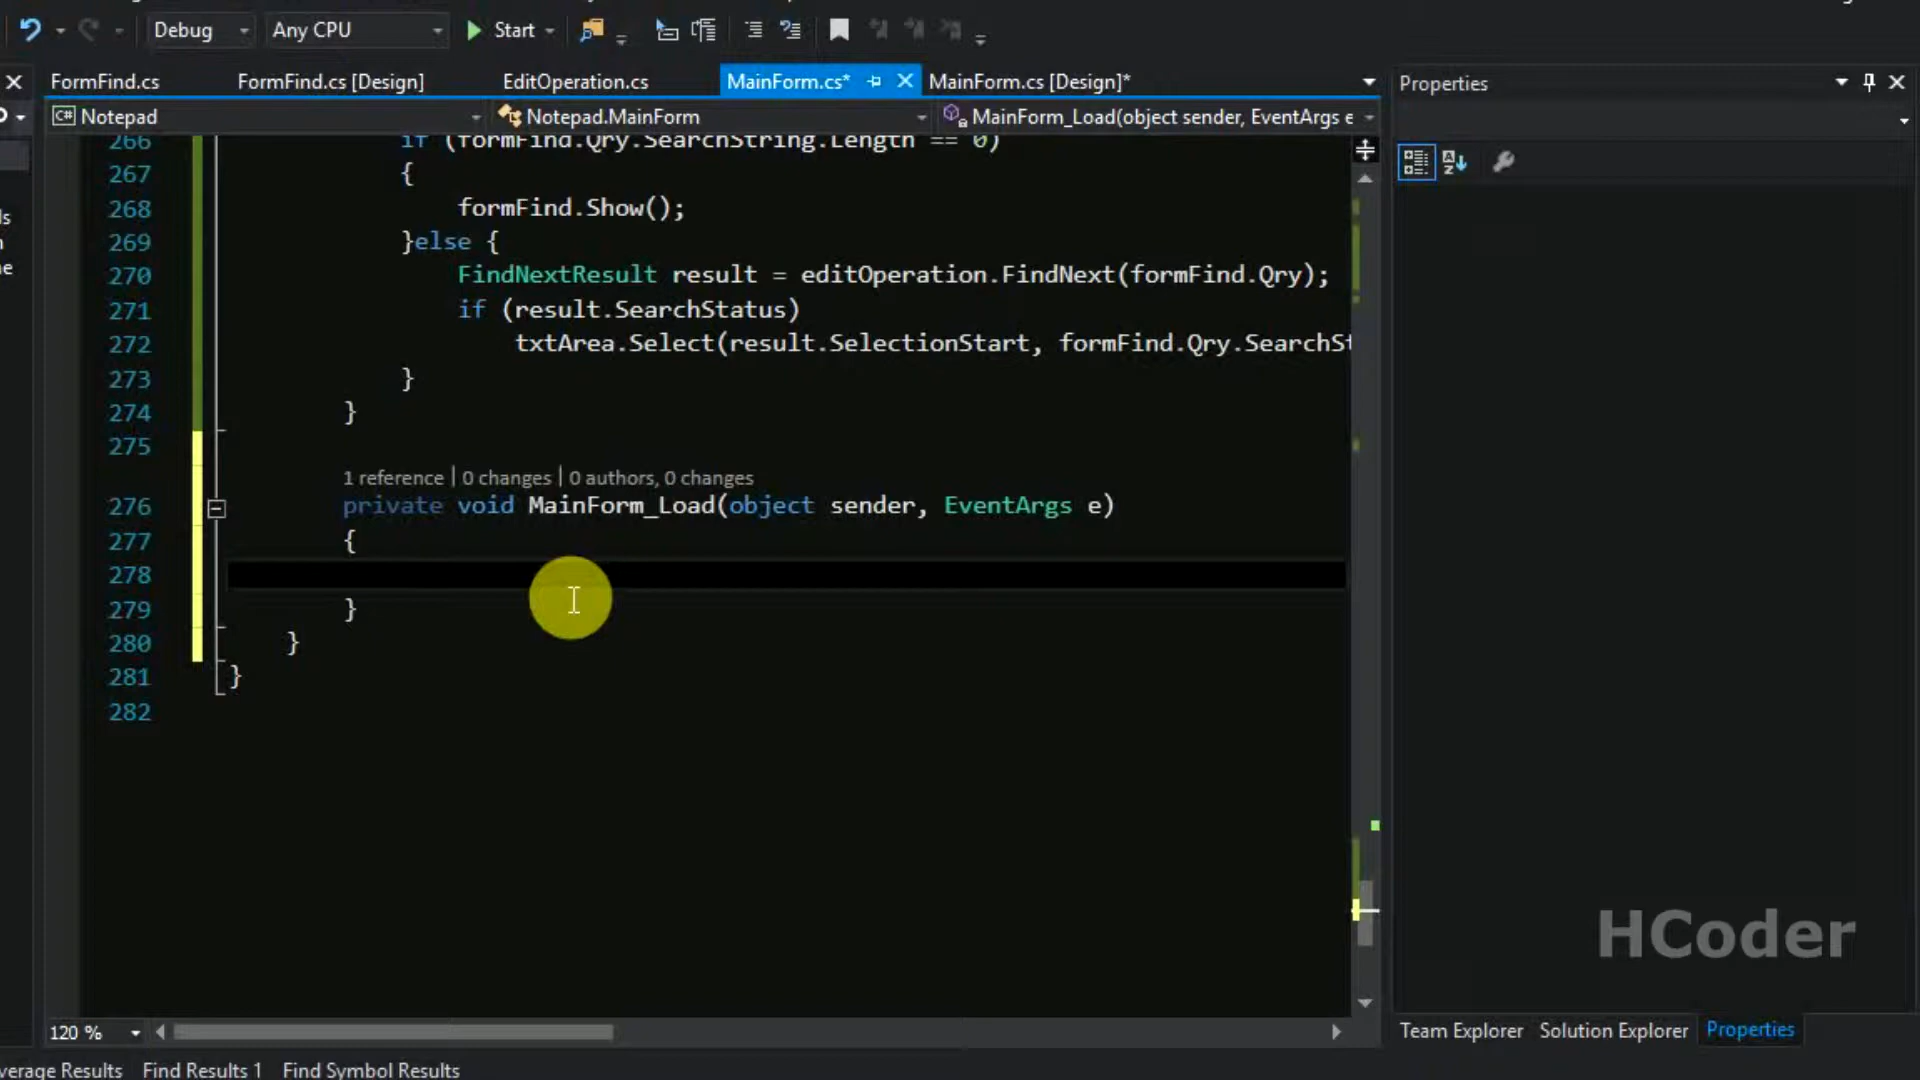 Debug Any CPU Start
FormFind.cs FormFind.cs [Design] EditOperation.cs MainForm.cs* MainForm.cs [Design]* Properties
C# Notepad Notepad.MainForm MainForm_Load(object sender, EventArgs e
266 if (formFind.Qry.SearchString.Length == 0)
267 {
268 formFind.Show();
269 }else {
270 FindNextResult result = editOperation.FindNext(formFind.Qry);
271 if (result.SearchStatus)
272 txtArea.Select(result.SelectionStart, formFind.Qry.SearchSt
273 }
274 }
275
1 reference | 0 changes | 0 authors, 0 changes
276 private void MainForm_Load(object sender, EventArgs e)
277 {
278
279 }
280 }
281 }
282
HCoder
120 %
Team Explorer Solution Explorer Properties
verage Results Find Results 1 Find Symbol Results